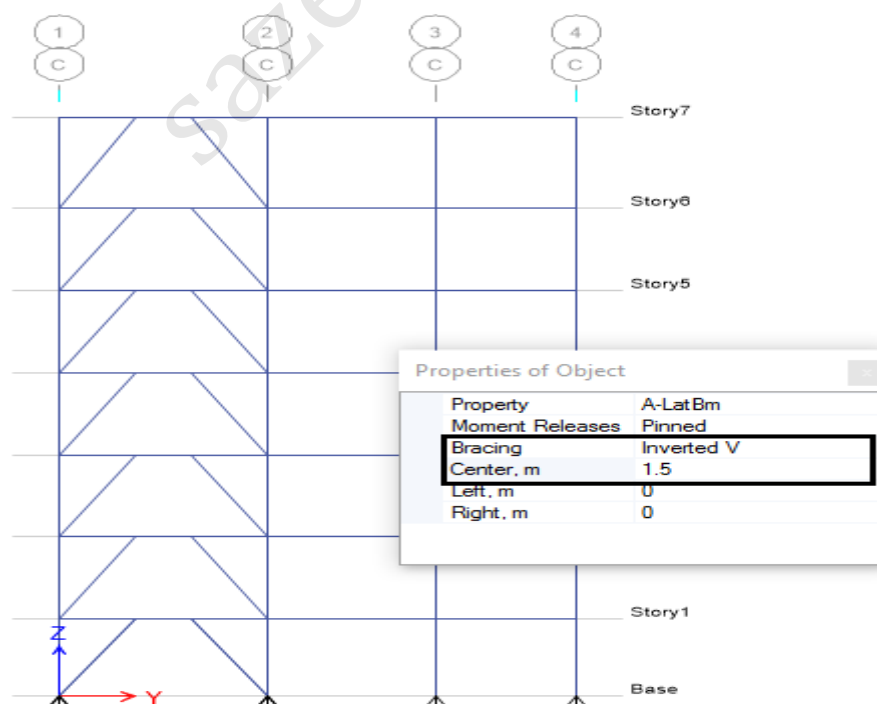 1 2 3 4
C C C C
saze
Story7
Story6
Story5
Properties of Object
Property A-LatBm
Moment Releases Pinned
Bracing Inverted V
Center, m 1.5
Left, m 0
Right, m 0
Story1
Z
Base
Y